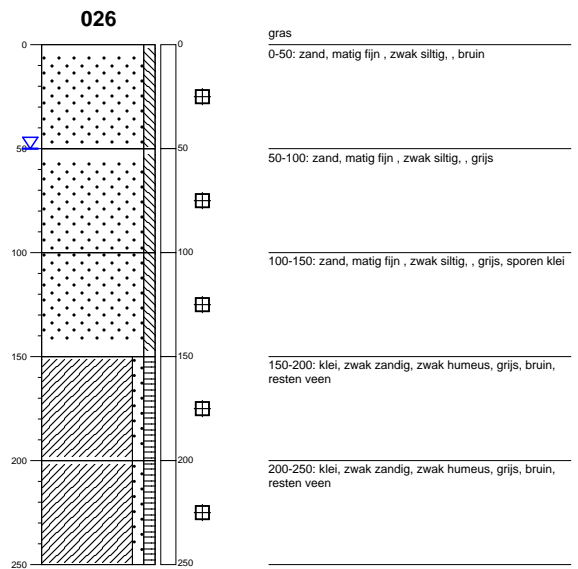 026
gras
0
0
0-50: zand, matig fijn , zwak siltig, , bruin
50
50
50-100: zand, matig fijn , zwak siltig, , grijs
100
100
100-150: zand, matig fijn , zwak siltig, , grijs, sporen klei
150
150
150-200: klei, zwak zandig, zwak humeus, grijs, bruin,
resten veen
200
200
200-250: klei, zwak zandig, zwak humeus, grijs, bruin,
resten veen
250
250